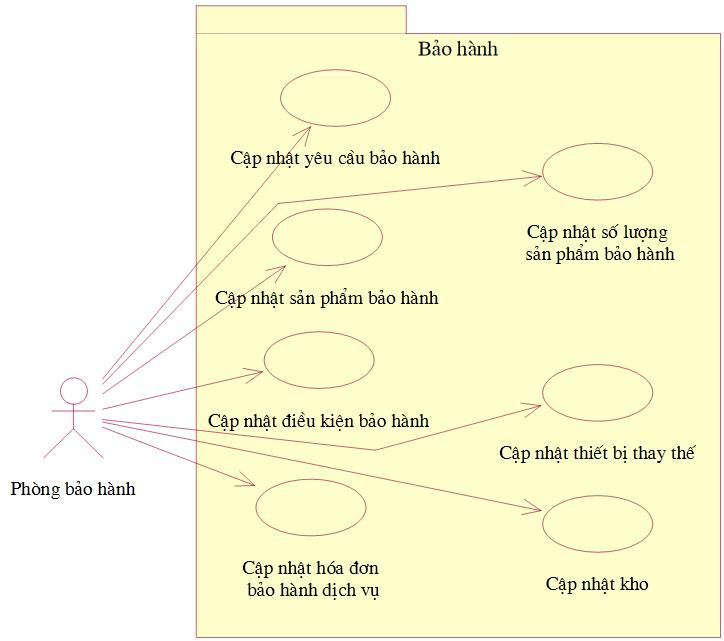 Bảo hành
Cập nhật yêu cầu bảo hành
Cập nhật số lượng
sản phẩm bảo hành
Cập nhật sản phẩm bảo hành
Cập nhật điều kiện bảo hành
Cập nhật thiết bị thay thế
Phòng bảo hành
Cập nhật hóa đơn
bảo hành dịch vụ
Cập nhật kho